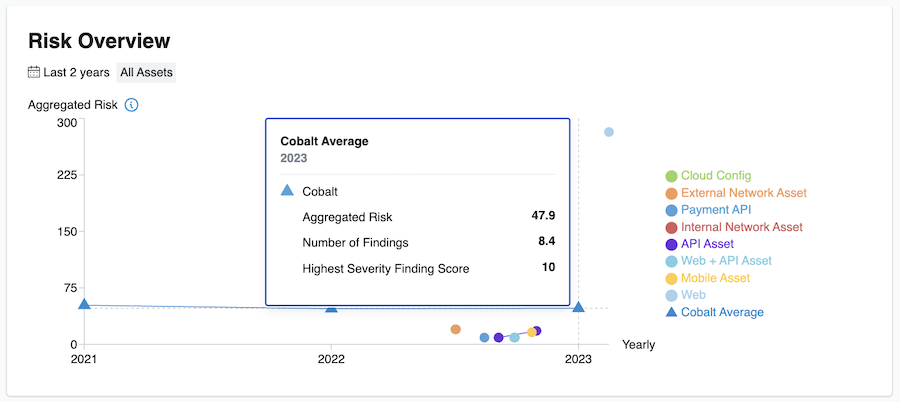 Risk Overview
Last 2 years All Assets
Aggregated Risk
300
225
150
75
0
2021
2022
2023
Yearly
Cobalt Average
2023
Cobalt
Aggregated Risk 47.9
Number of Findings 8.4
Highest Severity Finding Score 10
Cloud Config
External Network Asset
Payment API
Internal Network Asset
API Asset
Web + API Asset
Mobile Asset
Web
Cobalt Average